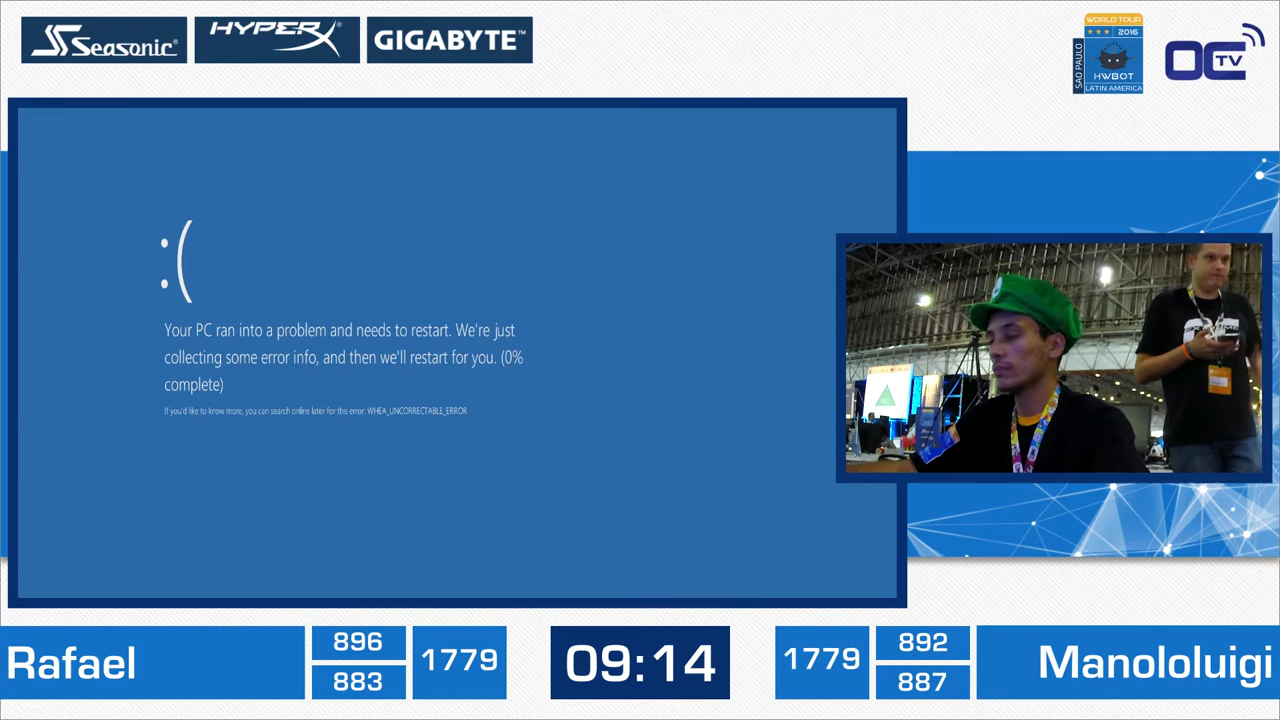 Seasonic®
HYPERX®
GIGABYTE™
WORLD TOUR
2016
SAO PAULO
HWBOT
LATIN AMERICA
OC TV
:(
Your PC ran into a problem and needs to restart. We're just
collecting some error info, and then we'll restart for you. (0%
complete)
If you'd like to know more, you can search online later for this error: WHEA_UNCORRECTABLE_ERROR
Rafael
896
883
1779
09:14
1779
892
887
Manololuigi